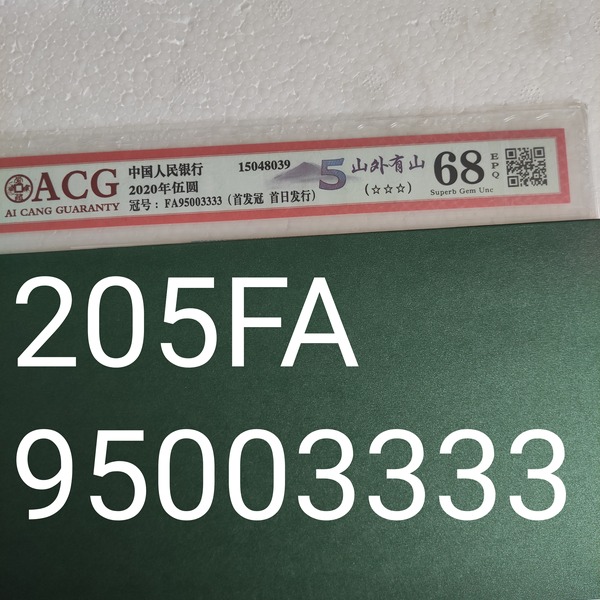 ACG
AI CANG GUARANTY
中国人民银行
2020年伍圆
冠号：FA95003333（首发冠 首日发行）
15048039
5 山外有山
（☆☆☆）
68
EPQ
Superb Gem Unc
205FA
95003333